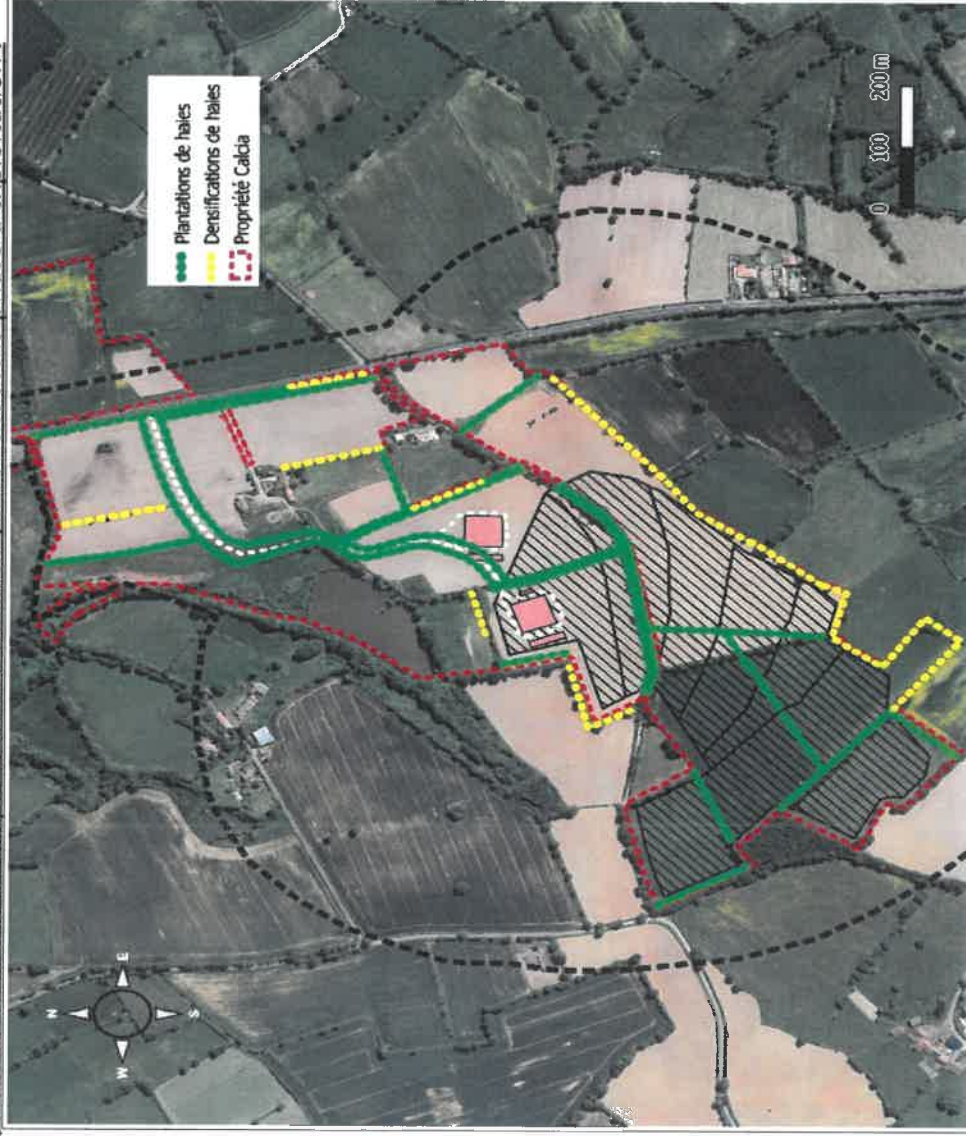 Plantations de haies
Densifications de haies
Propriété Calcia
N
W
E
S
0 100 200 m